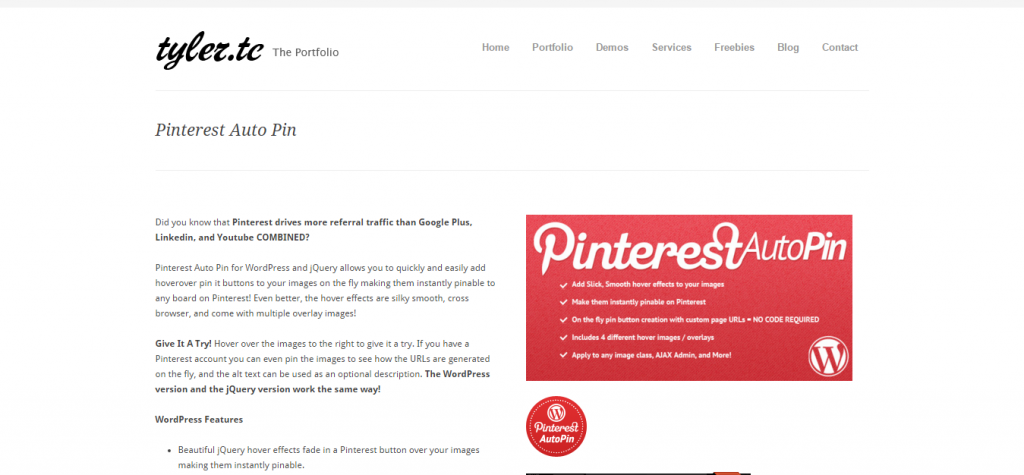 tyler.tc The Portfolio
Home Portfolio Demos Services Freebies Blog Contact
Pinterest Auto Pin
Did you know that Pinterest drives more referral traffic than Google Plus,
Linkedin, and Youtube COMBINED?
Pinterest Auto Pin for WordPress and jQuery allows you to quickly and easily add
hoverover pin it buttons to your images on the fly making them instantly pinable to
any board on Pinterest! Even better, the hover effects are silky smooth, cross
browser, and come with multiple overlay images!
Give It A Try! Hover over the images to the right to give it a try. If you have a
Pinterest account you can even pin the images to see how the URLs are generated
on the fly, and the alt text can be used as an optional description. The WordPress
version and the jQuery version work the same way!
WordPress Features
• Beautiful jQuery hover effects fade in a Pinterest button over your images
making them instantly pinable.
Pinterest AutoPin
Add Slick, Smooth hover effects to your images
Make them instantly pinable on Pinterest
On the fly pin button creation with custom page URLs = NO CODE REQUIRED
Includes 4 different hover images / overlays
Apply to any image class, AJAX Admin, and More!
W
W
Pinterest
AutoPin